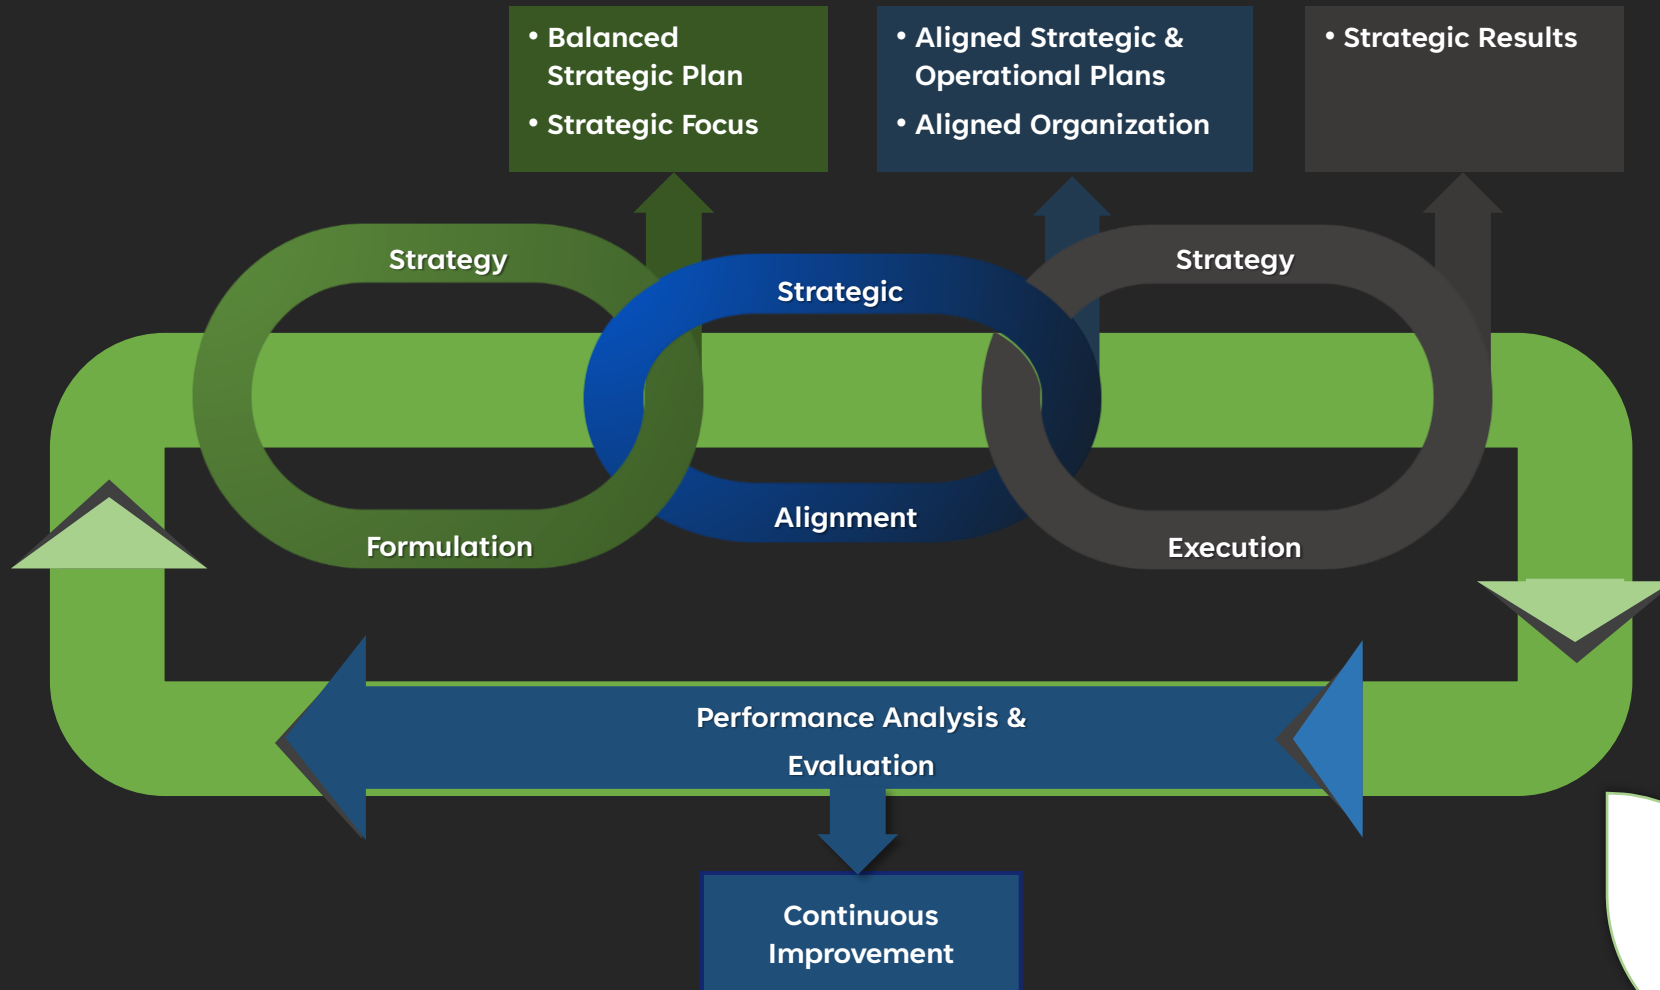 • Balanced
Strategic Plan
• Strategic Focus
• Aligned Strategic &
Operational Plans
• Aligned Organization
• Strategic Results
Strategy
Formulation
Strategic
Alignment
Strategy
Execution
Performance Analysis &
Evaluation
Continuous
Improvement